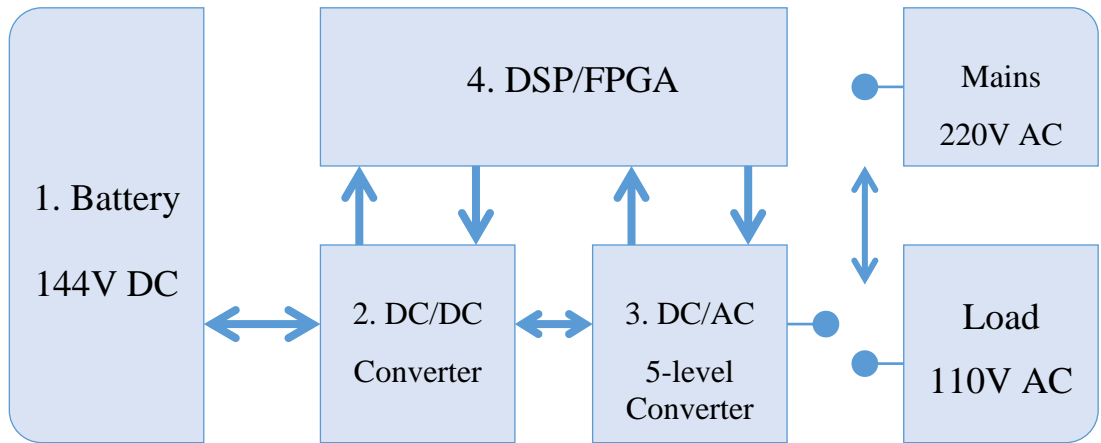 1. Battery
144V DC
4. DSP/FPGA
2. DC/DC
Converter
3. DC/AC
5-level
Converter
Mains
220V AC
Load
110V AC